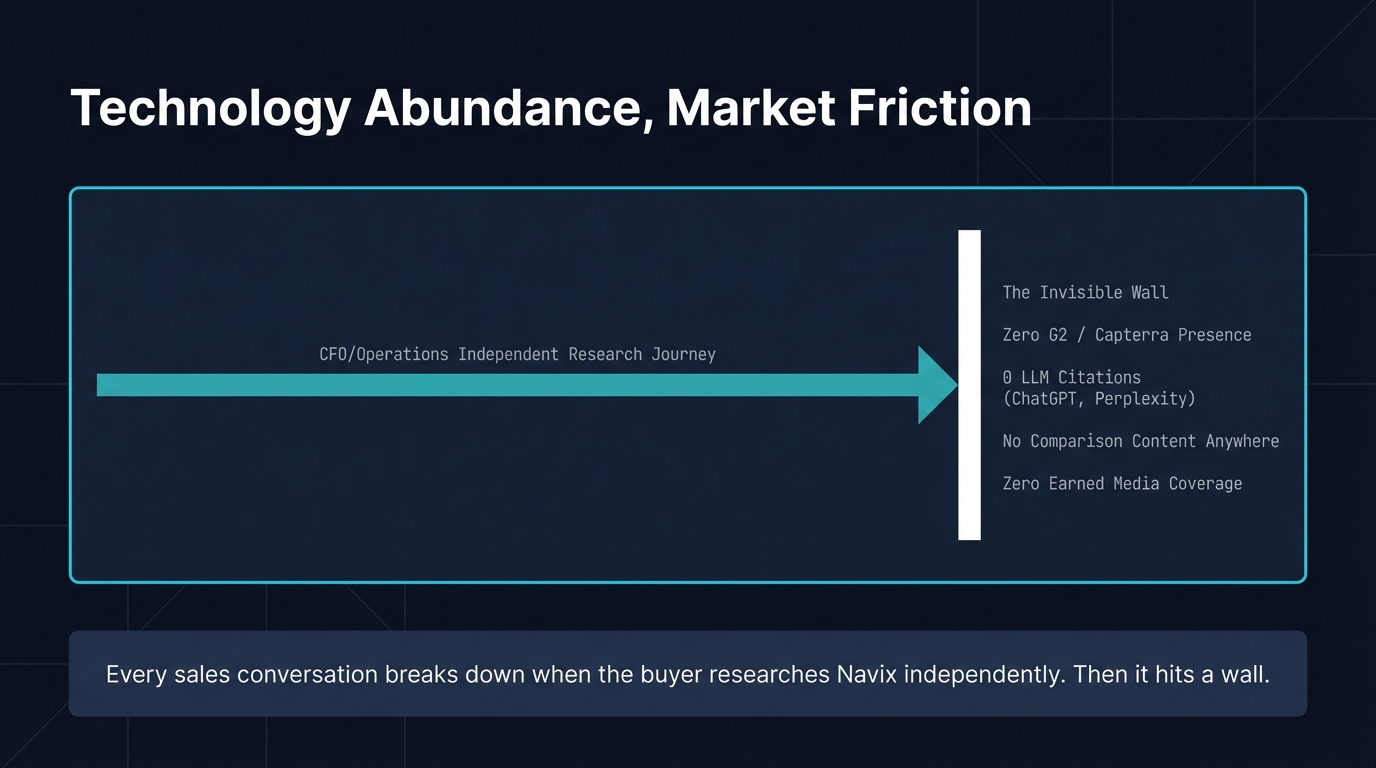 Technology Abundance, Market Friction
CFO/Operations Independent Research Journey
The Invisible Wall
Zero G2 / Capterra Presence
0 LLM Citations
(ChatGPT, Perplexity)
No Comparison Content Anywhere
Zero Earned Media Coverage
Every sales conversation breaks down when the buyer researches Navix independently. Then it hits a wall.